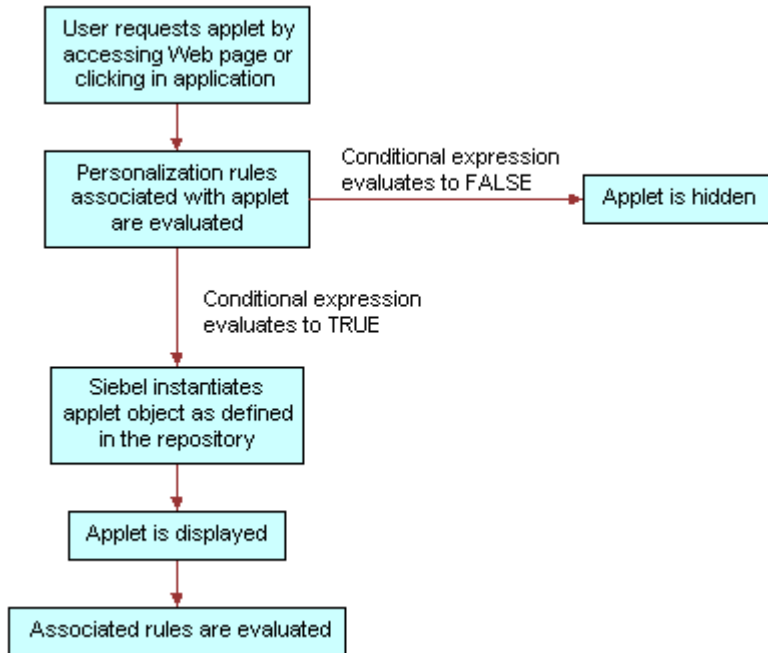 User requests applet by
accessing Web page or
clicking in application
Personalization rules
associated with applet
are evaluated
Conditional expression
evaluates to FALSE
Applet is hidden
Conditional expression
evaluates to TRUE
Siebel instantiates
applet object as defined
in the repository
Applet is displayed
Associated rules are evaluated